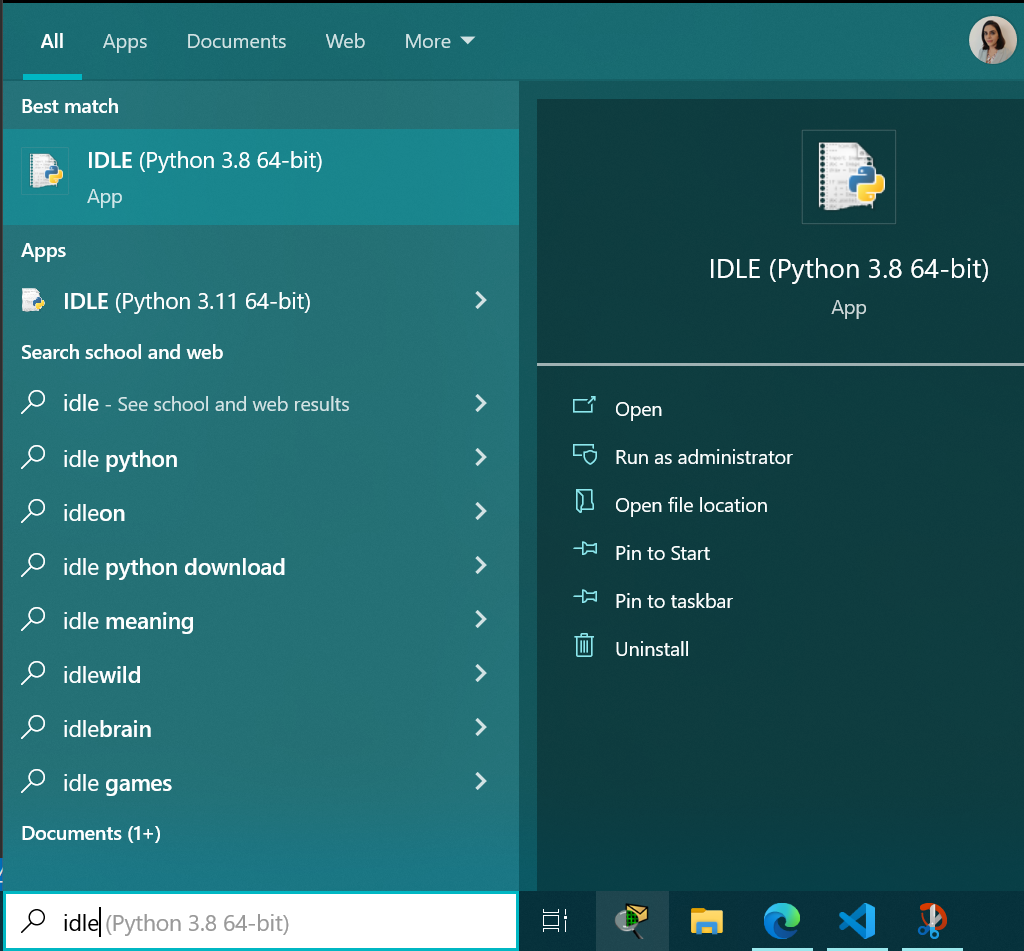 All Apps Documents Web More
Best match
IDLE (Python 3.8 64-bit)
App
Apps
IDLE (Python 3.11 64-bit)
Search school and web
idle - See school and web results
idle python
idleon
idle python download
idle meaning
idlewild
idlebrain
idle games
Documents (1+)
idle (Python 3.8 64-bit)
IDLE (Python 3.8 64-bit)
App
Open
Run as administrator
Open file location
Pin to Start
Pin to taskbar
Uninstall